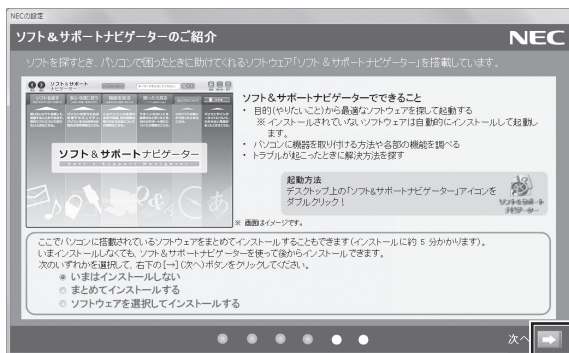 NECの設定
ソフト&サポートナビゲーターのご紹介
NEC
ソフトを探すとき、パソコンで困ったときに助けてくれるソフトウェア「ソフト&サポートナビゲーター」を搭載しています。
ソフト&サポート
ナビゲーター
ソフト&サポートナビゲーター
Soft & Support Navigator
Q&A
あ
ソフト&サポートナビゲーターでできること
・ 目的(やりたいこと)から最適なソフトウェアを探して起動する
※ インストールされていないソフトウェアは自動的にインストールして起動し
ます。
・ パソコンに機器を取り付ける方法や各部の機能を調べる
・ トラブルが起こったときに解決方法を探す
起動方法
デスクトップ上の「ソフト&サポートナビゲーター」アイコンを
ダブルクリック!
ソフト&サポート
ナビゲーター
※ 画面はイメージです。
ここでパソコンに搭載されているソフトウェアをまとめてインストールすることもできます(インストールに約 5 分かかります)。
いまインストールしなくても、ソフト&サポートナビゲーターを使って後からインストールできます。
次のいずれかを選択して、右下の[→](次へ)ボタンをクリックしてください。
いまはインストールしない
まとめてインストールする
ソフトウェアを選択してインストールする
次へ